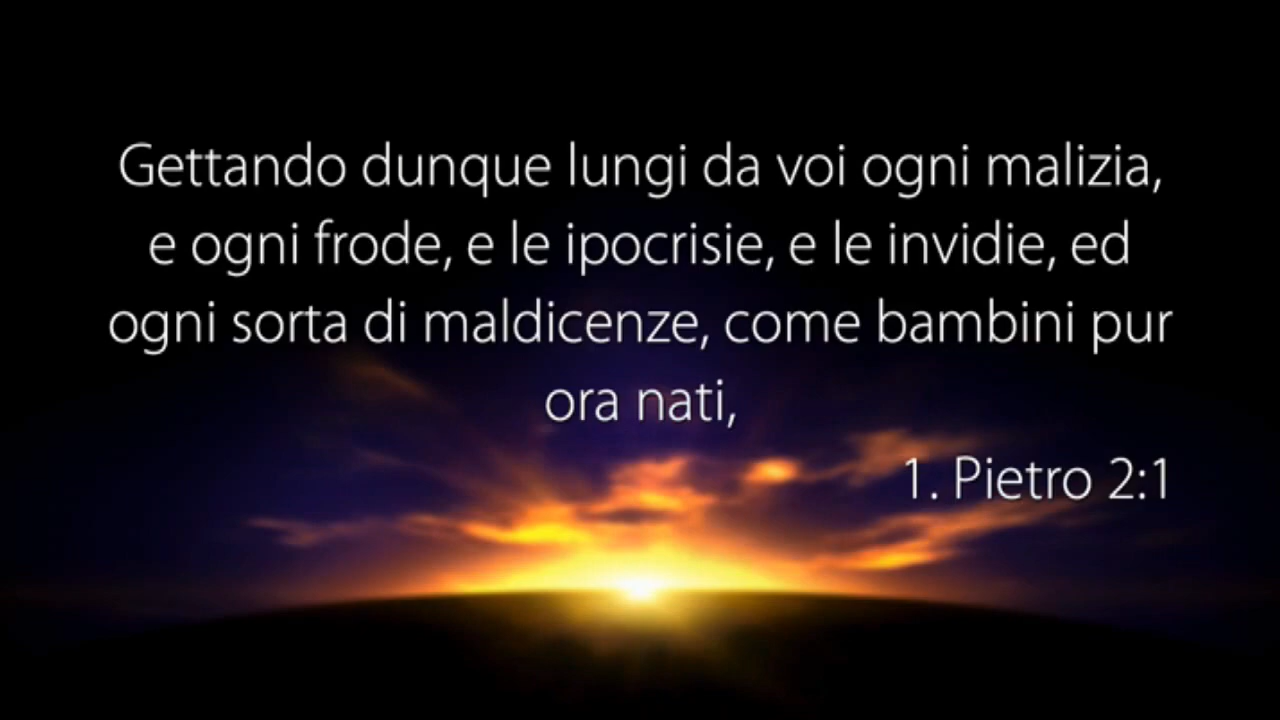 Gettando dunque lungi da voi ogni malizia,
e ogni frode, e le ipocrisie, e le invidie, ed
ogni sorta di maldicenze, come bambini pur
ora nati,
1. Pietro 2:1